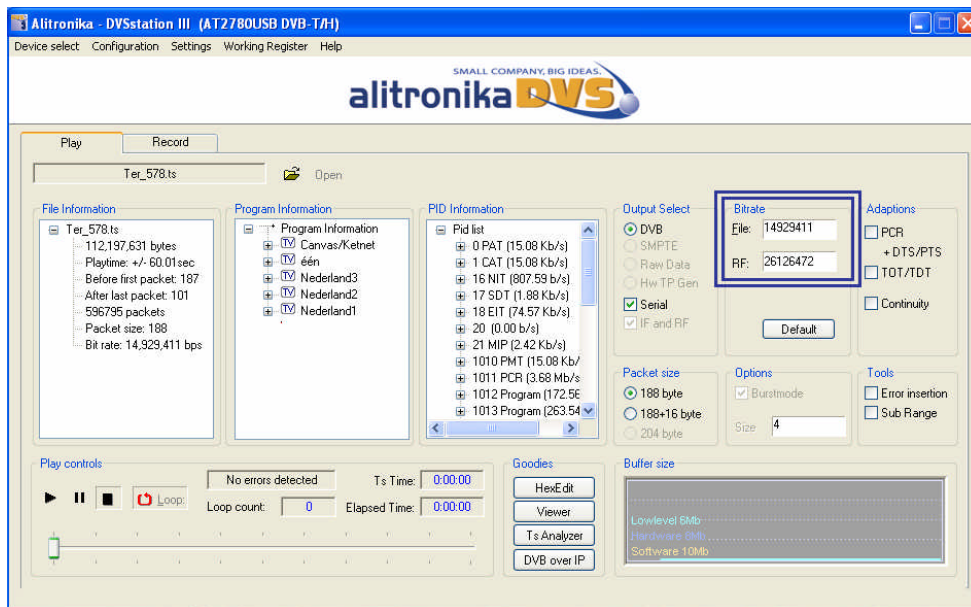 Alitronika - DVSstation III (AT2780USB DVB-T/H)
Device select Configuration Settings Working Register Help
SMALL COMPANY, BIG IDEAS.
alitronika DVS
Play Record
Ter_578.ts Open
File Information
Ter_578.ts
112,197,631 bytes
Playtime: +/- 60.01sec
Before first packet: 187
After last packet: 101
596795 packets
Packet size: 188
Bit rate: 14,929,411 bps
Program Information
Program Information
TV Canvas/Ketnet
TV één
TV Nederland3
TV Nederland2
TV Nederland1
PID Information
Pid list
0 PAT (15.08 Kb/s)
1 CAT (15.08 Kb/s)
16 NIT (807.59 b/s)
17 SDT (1.88 Kb/s)
18 EIT (74.57 Kb/s)
20 (0.00 b/s)
21 MIP (2.42 Kb/s)
1010 PMT (15.08 Kb/
1011 PCR (3.68 Mb/s
1012 Program (172.56
1013 Program (263.54
Output Select
DVB
SMPTE
Raw Data
Hw TP Gen
Serial
IF and RF
Bitrate
File: 14929411
RF: 26126472
Default
Adaptions
PCR
+ DTS/PTS
TOT/TDT
Continuity
Packet size
188 byte
188+16 byte
204 byte
Options
Burstmode
Size 4
Tools
Error insertion
Sub Range
Play controls
Loop:
No errors detected
Ts Time: 0:00:00
Loop count: 0
Elapsed Time: 0:00:00
Goodies
HexEdit
Viewer
Ts Analyzer
DVB over IP
Buffer size
Lowlevel 6Mb
Hardware 0Mb
Software 10Mb